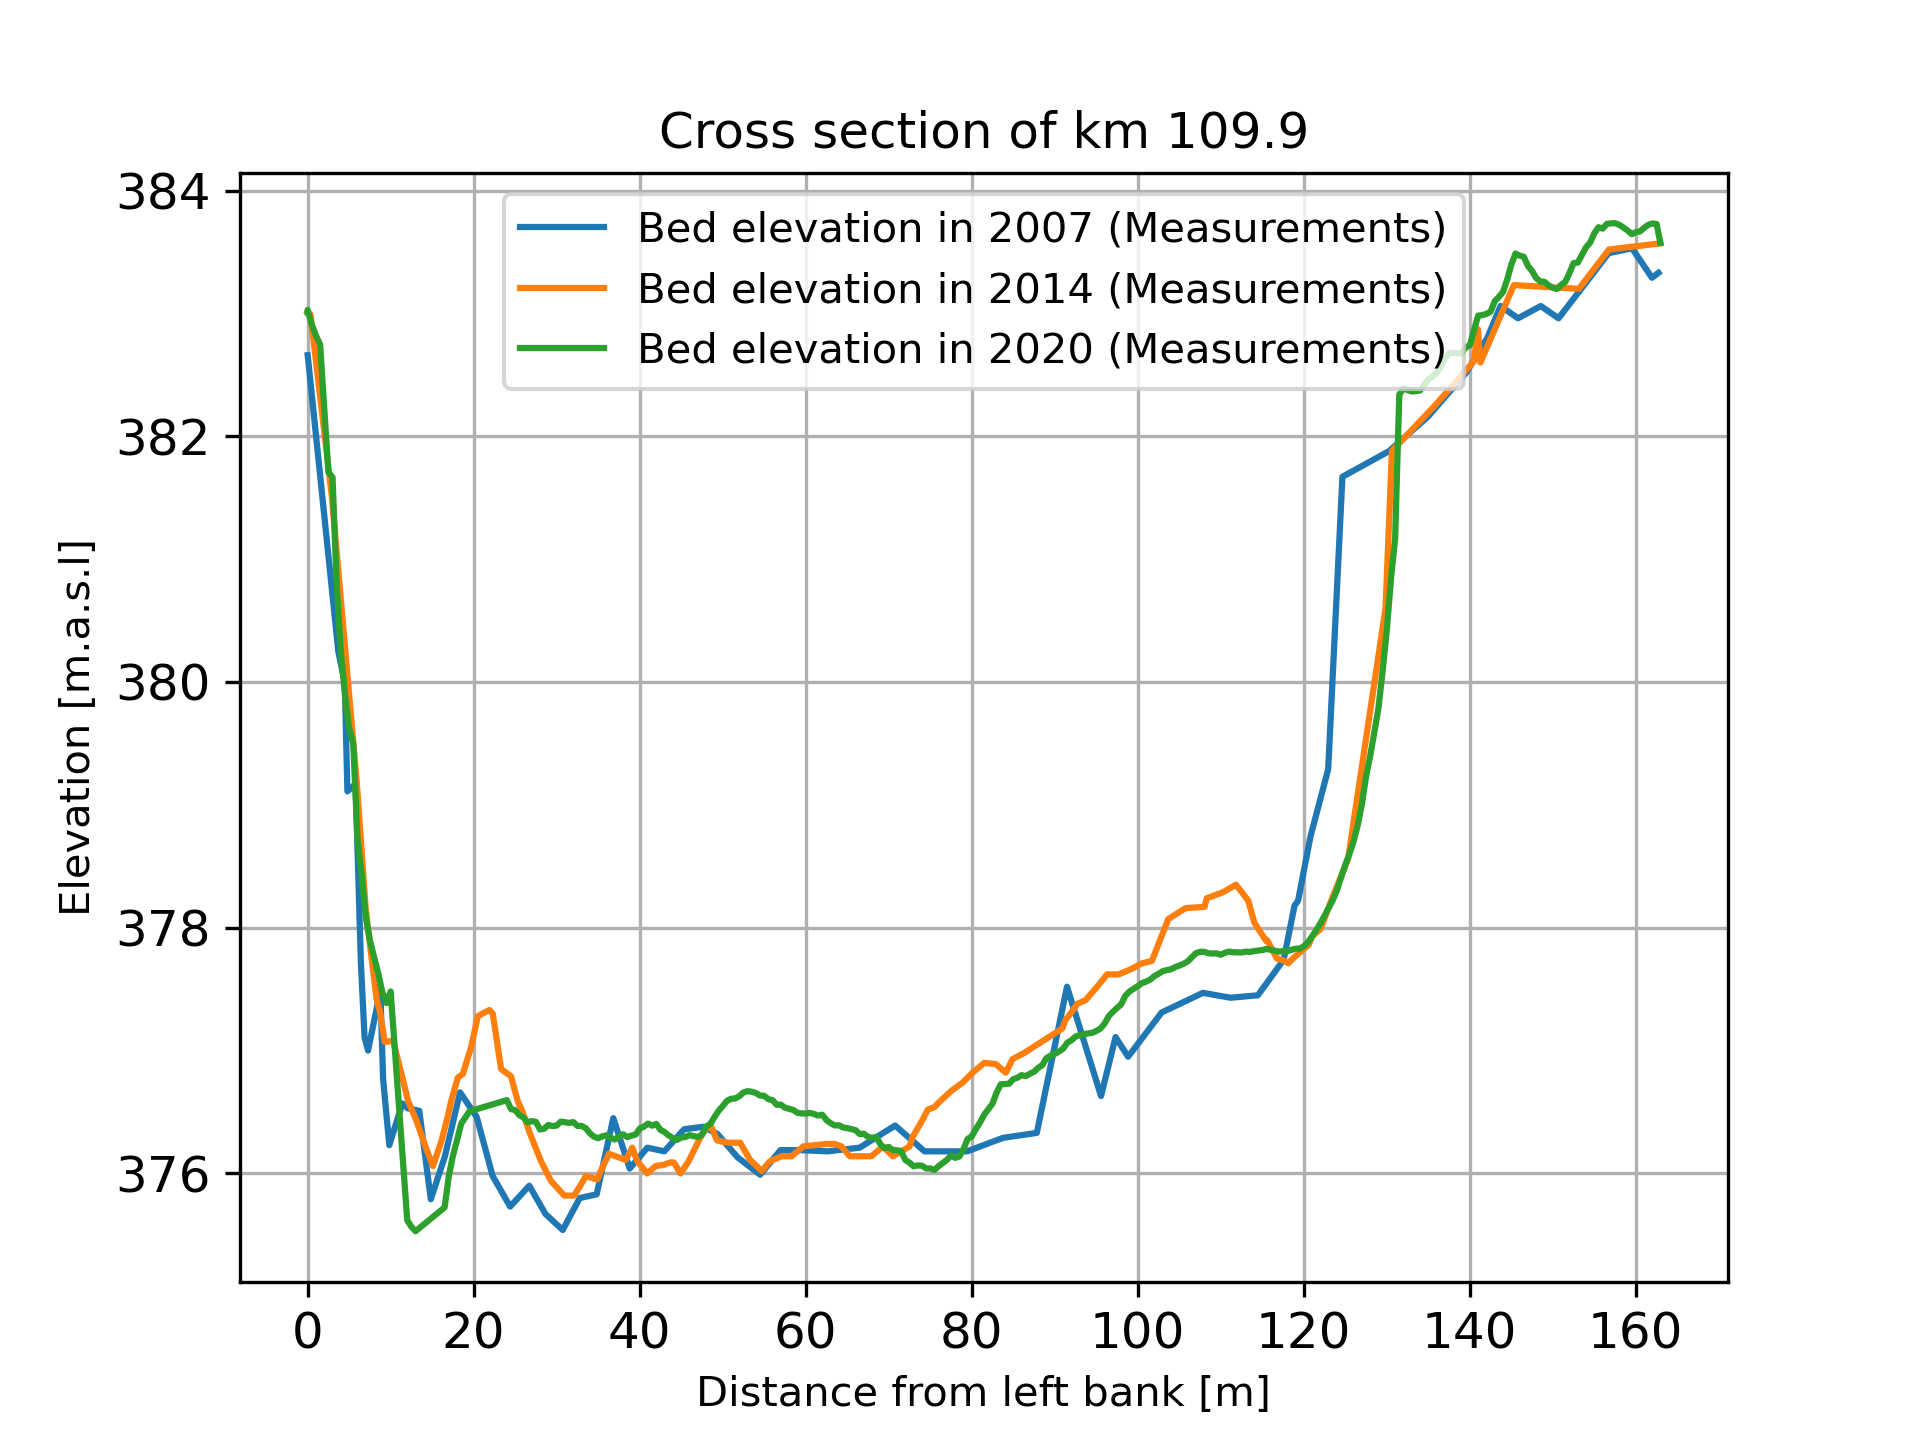 Cross section of km 109.9
384
382
380
378
376
Elevation [m.a.s.l]
Bed elevation in 2007 (Measurements)
Bed elevation in 2014 (Measurements)
Bed elevation in 2020 (Measurements)
0 20 40 60 80 100 120 140 160
Distance from left bank [m]